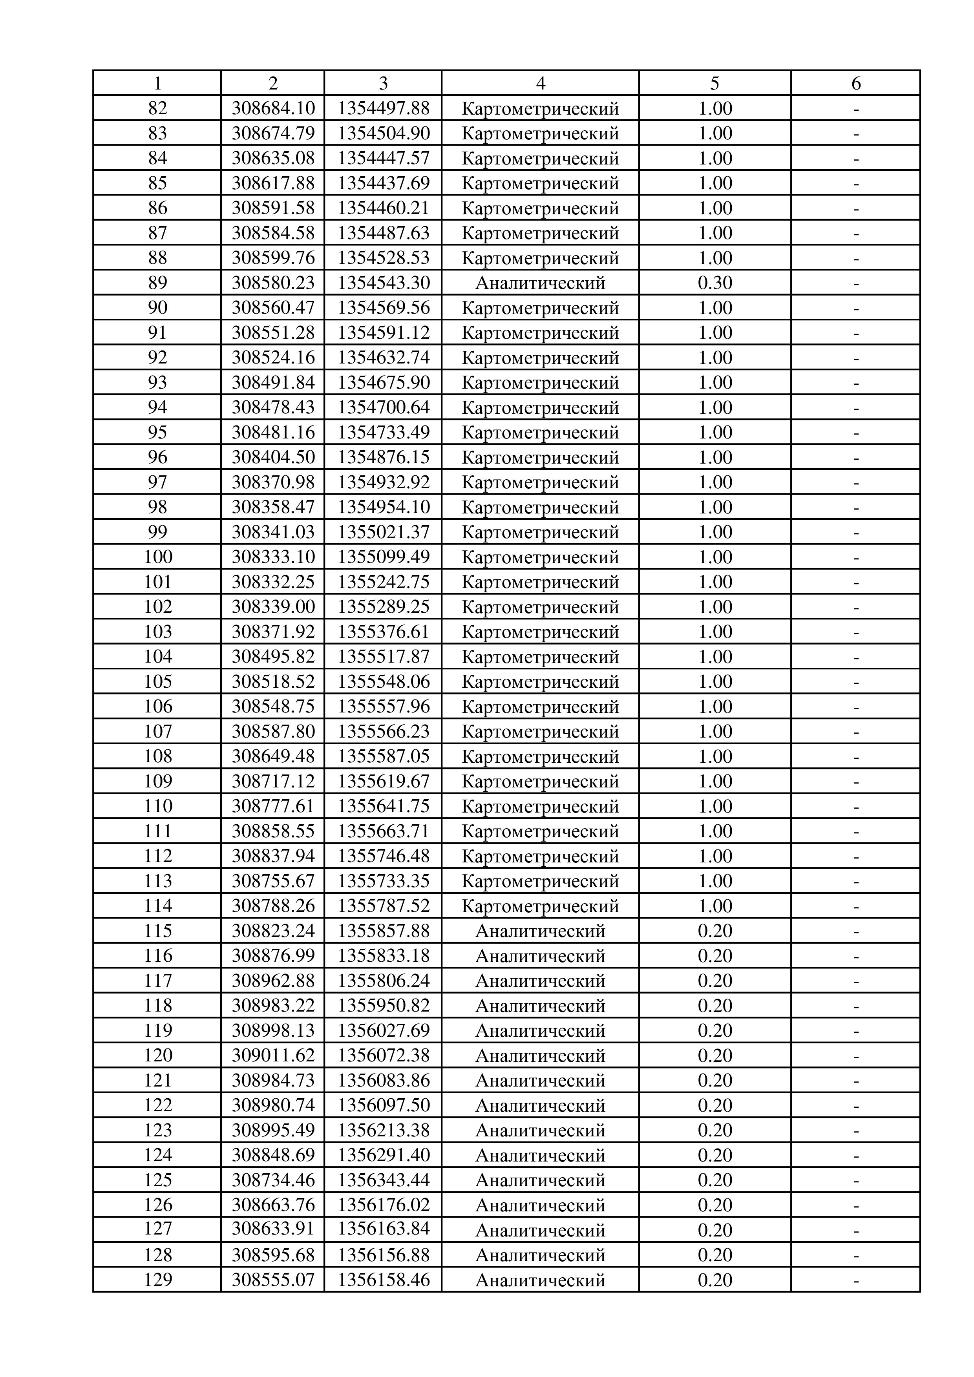 1 2 3 4 5 6
82 308684.10 1354497.88 Картометрический 1.00 -
83 308674.79 1354504.90 Картометрический 1.00 -
84 308635.08 1354447.57 Картометрический 1.00 -
85 308617.88 1354437.69 Картометрический 1.00 -
86 308591.58 1354460.21 Картометрический 1.00 -
87 308584.58 1354487.63 Картометрический 1.00 -
88 308599.76 1354528.53 Картометрический 1.00 -
89 308580.23 1354543.30 Аналитический 0.30 -
90 308560.47 1354569.56 Картометрический 1.00 -
91 308551.28 1354591.12 Картометрический 1.00 -
92 308524.16 1354632.74 Картометрический 1.00 -
93 308491.84 1354675.90 Картометрический 1.00 -
94 308478.43 1354700.64 Картометрический 1.00 -
95 308481.16 1354733.49 Картометрический 1.00 -
96 308404.50 1354876.15 Картометрический 1.00 -
97 308370.98 1354932.92 Картометрический 1.00 -
98 308358.47 1354954.10 Картометрический 1.00 -
99 308341.03 1355021.37 Картометрический 1.00 -
100 308333.10 1355099.49 Картометрический 1.00 -
101 308332.25 1355242.75 Картометрический 1.00 -
102 308339.00 1355289.25 Картометрический 1.00 -
103 308371.92 1355376.61 Картометрический 1.00 -
104 308495.82 1355517.87 Картометрический 1.00 -
105 308518.52 1355548.06 Картометрический 1.00 -
106 308548.75 1355557.96 Картометрический 1.00 -
107 308587.80 1355566.23 Картометрический 1.00 -
108 308649.48 1355587.05 Картометрический 1.00 -
109 308717.12 1355619.67 Картометрический 1.00 -
110 308777.61 1355641.75 Картометрический 1.00 -
111 308858.55 1355663.71 Картометрический 1.00 -
112 308837.94 1355746.48 Картометрический 1.00 -
113 308755.67 1355733.35 Картометрический 1.00 -
114 308788.26 1355787.52 Картометрический 1.00 -
115 308823.24 1355857.88 Аналитический 0.20 -
116 308876.99 1355833.18 Аналитический 0.20 -
117 308962.88 1355806.24 Аналитический 0.20 -
118 308983.22 1355950.82 Аналитический 0.20 -
119 308998.13 1356027.69 Аналитический 0.20 -
120 309011.62 1356072.38 Аналитический 0.20 -
121 308984.73 1356083.86 Аналитический 0.20 -
122 308980.74 1356097.50 Аналитический 0.20 -
123 308995.49 1356213.38 Аналитический 0.20 -
124 308848.69 1356291.40 Аналитический 0.20 -
125 308734.46 1356343.44 Аналитический 0.20 -
126 308663.76 1356176.02 Аналитический 0.20 -
127 308633.91 1356163.84 Аналитический 0.20 -
128 308595.68 1356156.88 Аналитический 0.20 -
129 308555.07 1356158.46 Аналитический 0.20 -